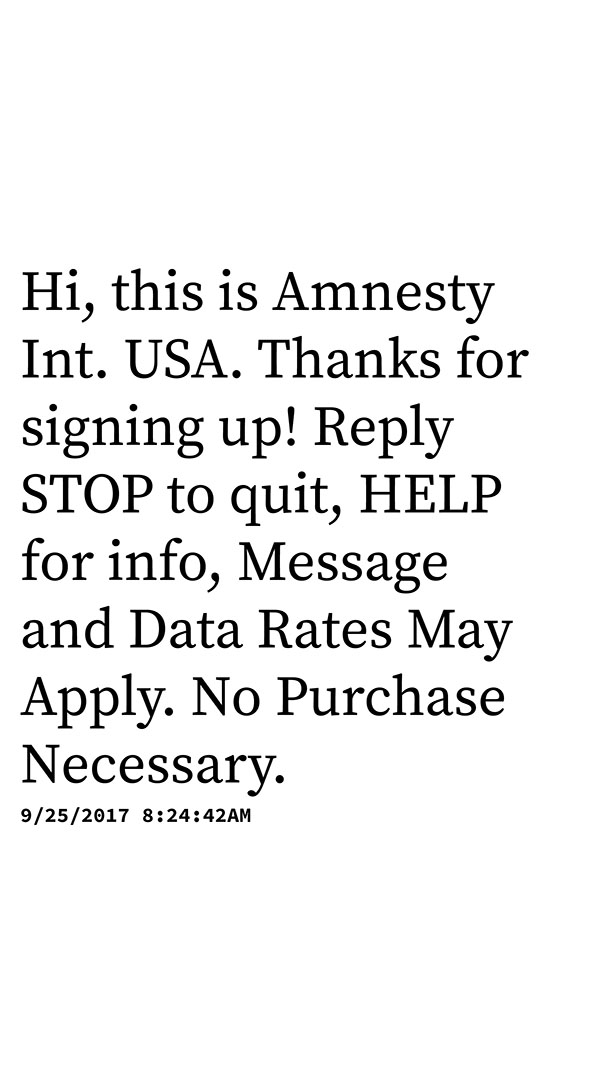 Hi, this is Amnesty
Int. USA. Thanks for
signing up! Reply
STOP to quit, HELP
for info, Message
and Data Rates May
Apply. No Purchase
Necessary.
9/25/2017 8:24:42AM